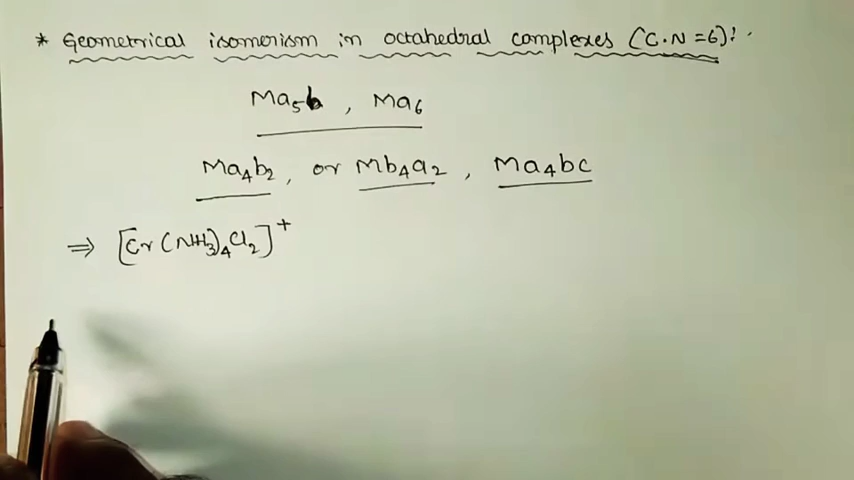 * Geometrical isomerism in octahedral complexes (C.N=6)!.
Ma₅b, Ma₆
Ma₄b₂, or Mb₄a₂, Ma₄bc
⇒ [Cr(NH₃)₄Cl₂]⁺